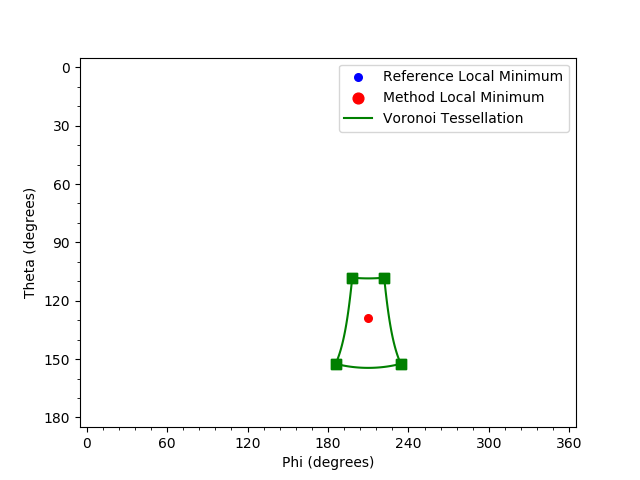 Reference Local Minimum
Method Local Minimum
Voronoi Tessellation
Theta (degrees)
0
30
60
90
120
150
180
0 60 120 180 240 300 360
Phi (degrees)